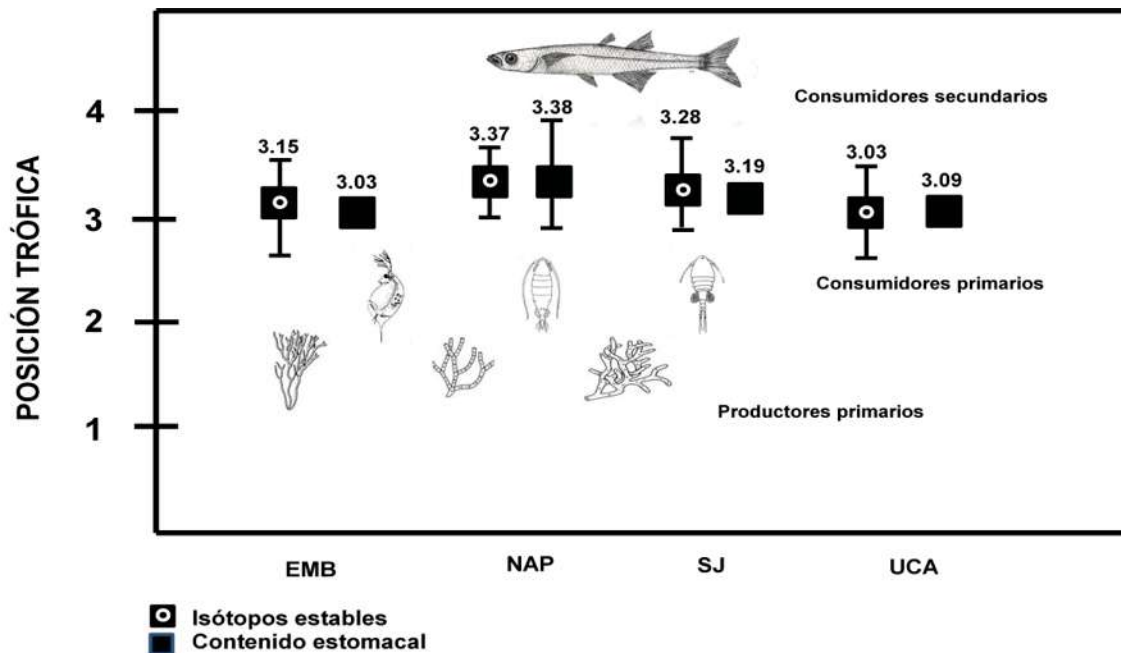 POSICIÓN TRÓFICA
4
3
2
1
Consumidores secundarios
3.15
3.03
3.37
3.38
3.28
3.19
3.03
3.09
Consumidores primarios
Productores primarios
EMB
NAP
SJ
UCA
Isótopos estables
Contenido estomacal